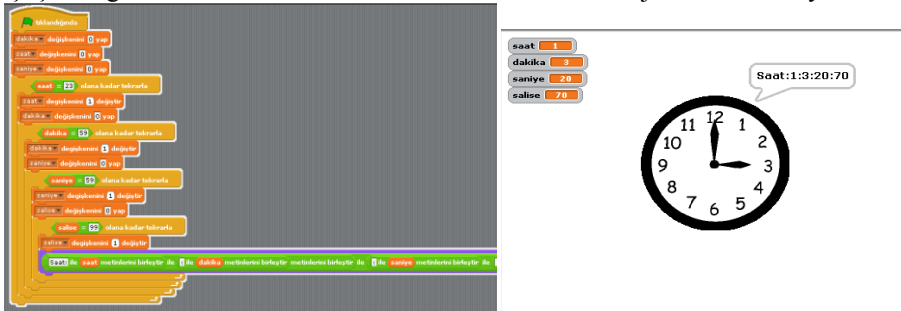 tıklandığında
dakika değişkenini 0 yap
saat değişkenini 0 yap
saniye değişkenini 0 yap
saat = 23 olana kadar tekrarla
saat değişkenini 1 değiştir
dakika değişkenini 0 yap
dakika = 59 olana kadar tekrarla
dakika değişkenini 1 değiştir
saniye değişkenini 0 yap
saniye = 59 olana kadar tekrarla
saniye değişkenini 1 değiştir
salise değişkenini 0 yap
salise = 99 olana kadar tekrarla
salise değişkenini 1 değiştir
Saat: ile saat metinlerini birleştir ile : ile dakika metinlerini birleştir metinlerini birleştir ile : ile saniye metinlerini birleştir ile
saat 1
dakika 3
saniye 20
salise 70
Saat:1:3:20:70
12
11 1
10 2
9 3
8 4
7 6 5